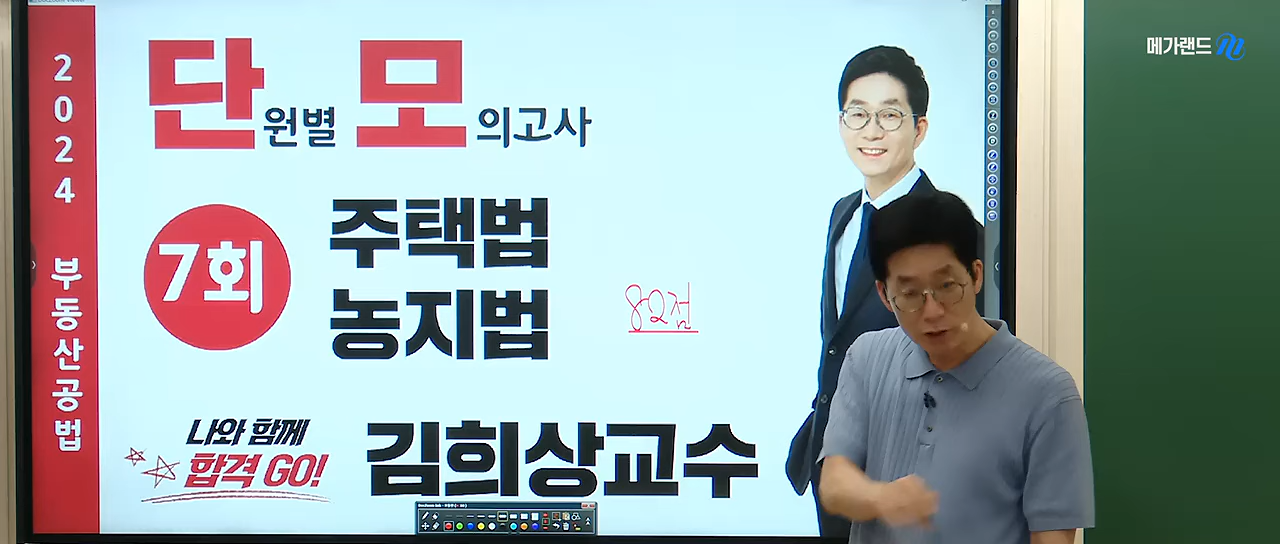 메가랜드
2024 부동산공법
단원별 모의고사
7회
주택법
농지법
82점
나와 함께
합격 GO!
김희상교수